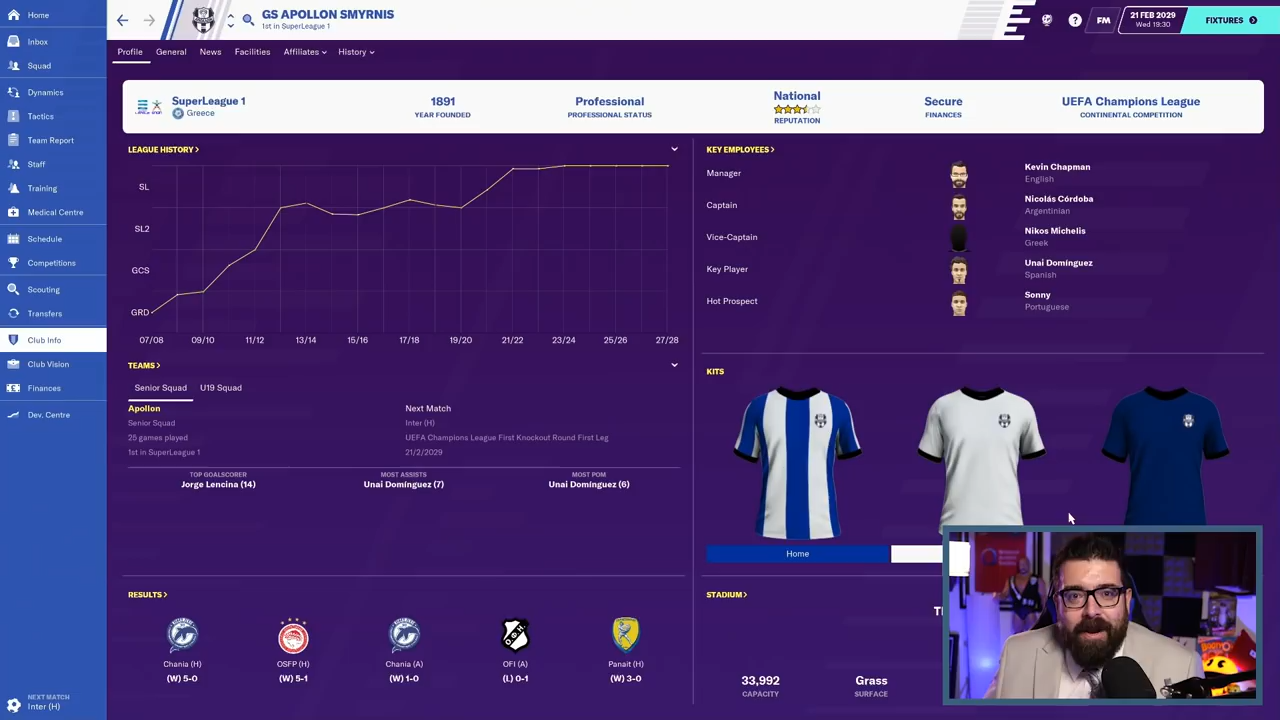 Home
Inbox
Squad
Dynamics
Tactics
Team Report
Staff
Training
Medical Centre
Schedule
Competitions
Scouting
Transfers
Club Info
Club Vision
Finances
Dev. Centre
NEXT MATCH
Inter (H)
GS APOLLON SMYRNIS
1st in SuperLeague 1
?
FM
21 FEB 2029
Wed 19:30
FIXTURES
Profile
General
News
Facilities
Affiliates
History
SuperLeague 1
Greece
1891
YEAR FOUNDED
Professional
PROFESSIONAL STATUS
National
REPUTATION
Secure
FINANCES
UEFA Champions League
CONTINENTAL COMPETITION
LEAGUE HISTORY >
SL
SL2
GCS
GRD
07/08 09/10 11/12 13/14 15/16 17/18 19/20 21/22 23/24 25/26 27/28
TEAMS >
Senior Squad U19 Squad
Apollon
Senior Squad
25 games played
1st in SuperLeague 1
Next Match
Inter (H)
UEFA Champions League First Knockout Round First Leg
21/2/2029
TOP GOALSCORER
Jorge Lencina (14)
MOST ASSISTS
Unai Domínguez (7)
MOST POM
Unai Domínguez (6)
RESULTS >
Chania (H)
(W) 5-0
OSFP (H)
(W) 5-1
Chania (A)
(W) 1-0
ΟΦΗ
OFI (A)
(L) 0-1
Panait (H)
(W) 3-0
KEY EMPLOYEES >
Manager
Kevin Chapman
English
Captain
Nicolás Córdoba
Argentinian
Vice-Captain
Nikos Michelis
Greek
Key Player
Unai Domínguez
Spanish
Hot Prospect
Sonny
Portuguese
KITS
Home
STADIUM >
33,992
CAPACITY
Grass
SURFACE